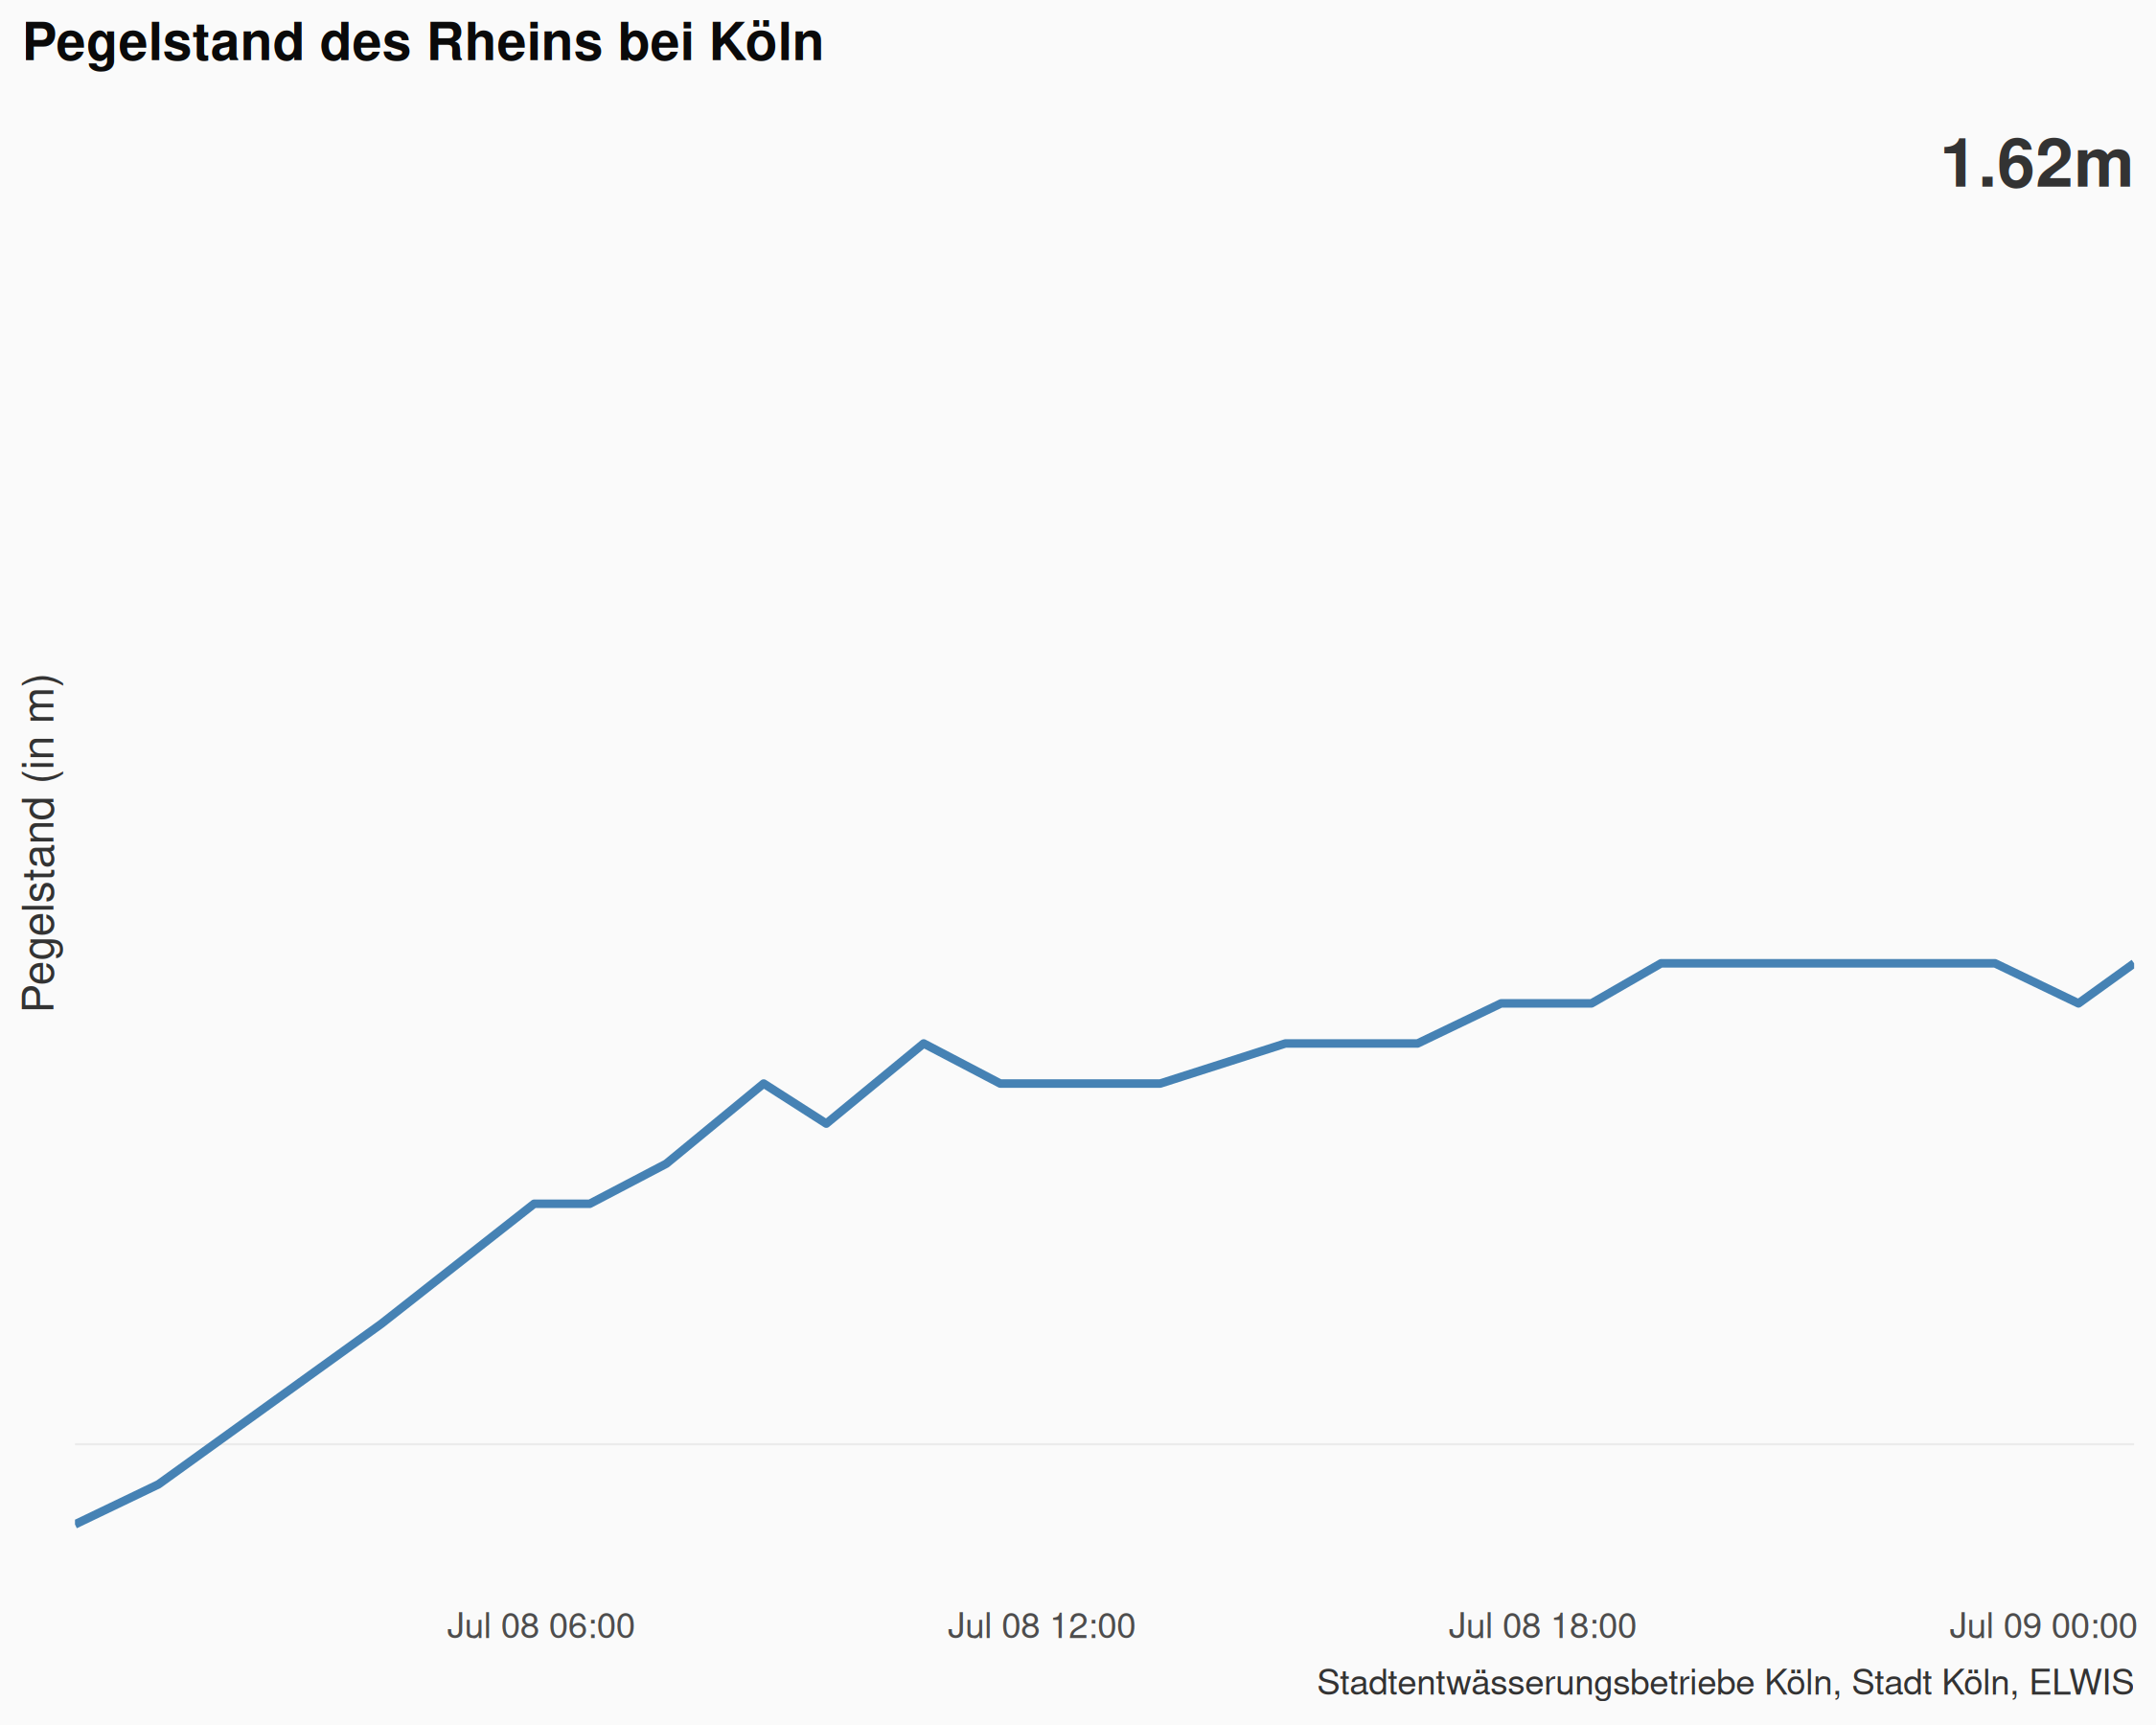 Pegelstand des Rheins bei Köln
1.62m
Pegelstand (in m)
Jul 08 06:00 Jul 08 12:00 Jul 08 18:00 Jul 09 00:00
Stadtentwässerungsbetriebe Köln, Stadt Köln, ELWIS